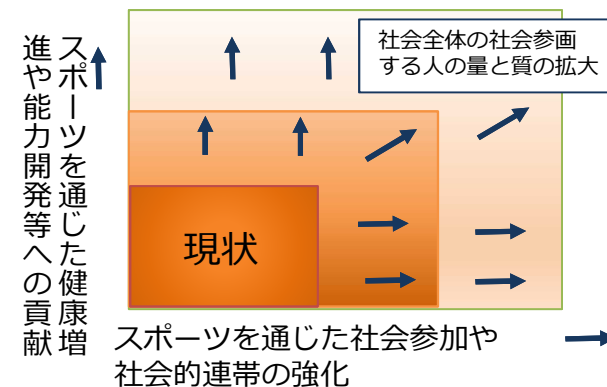 社会全体の社会参画
する人の量と質の拡大
スポーツを通じた健康増
進や能力開発等への貢献
現状
スポーツを通じた社会参加や
社会的連帯の強化